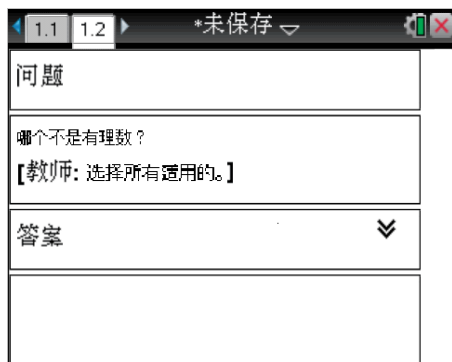 1.1 1.2 *未保存
问题
哪个不是有理数？
[教师: 选择所有适用的。]
答案